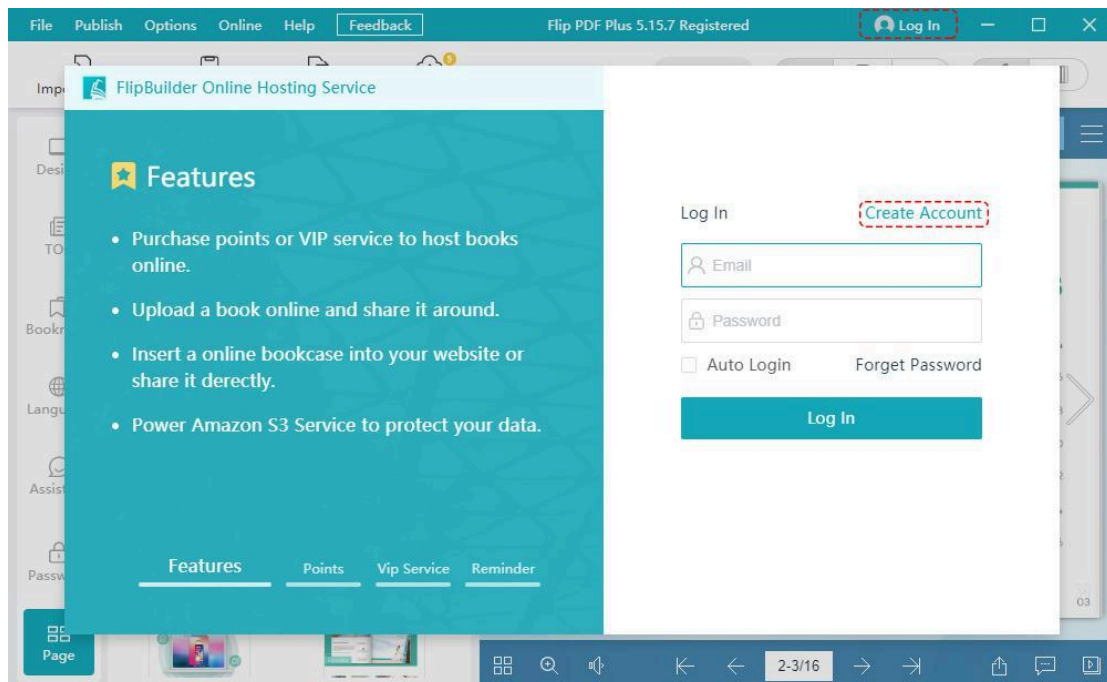 File Publish Options Online Help Feedback Flip PDF Plus 5.15.7 Registered Log In
FlipBuilder Online Hosting Service
Features
• Purchase points or VIP service to host books
online.
• Upload a book online and share it around.
• Insert a online bookcase into your website or
share it derectly.
• Power Amazon S3 Service to protect your data.
Features Points Vip Service Reminder
Log In Create Account
Email
Password
Auto Login Forget Password
Log In
03
Page
2-3/16